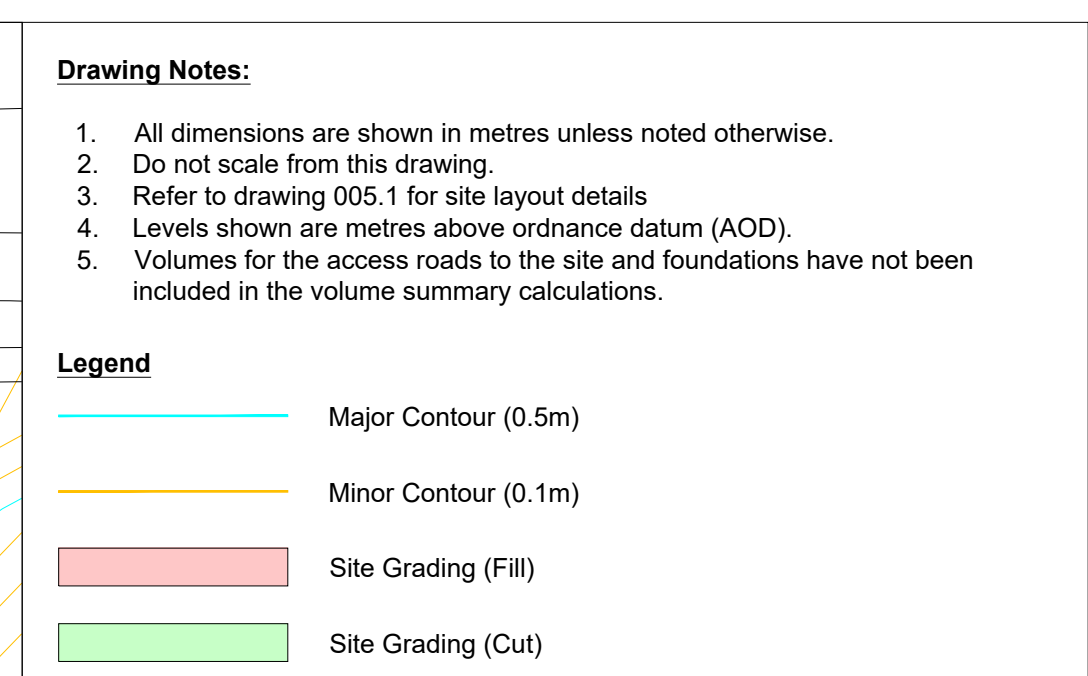 Drawing Notes:
1. All dimensions are shown in metres unless noted otherwise.
2. Do not scale from this drawing.
3. Refer to drawing 005.1 for site layout details
4. Levels shown are metres above ordnance datum (AOD).
5. Volumes for the access roads to the site and foundations have not been
included in the volume summary calculations.
Legend
Major Contour (0.5m)
Minor Contour (0.1m)
Site Grading (Fill)
Site Grading (Cut)